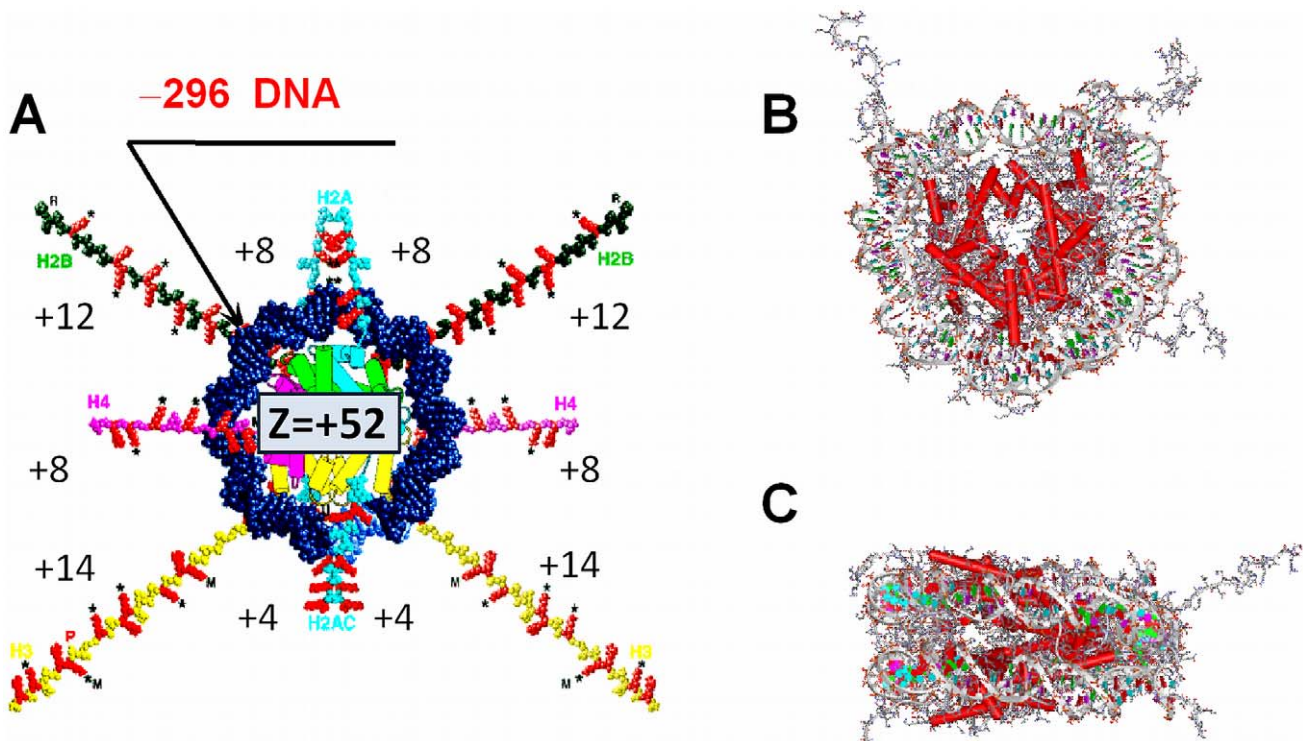 A
–296 DNA
H2A
+8
+8
R
*
H2B
+12
R
*
H2B
+12
H4
+8
Z=+52
H4
+8
+14
M
P
H3
M
+4
+4
H2AC
+14
M
H3
M
B
C